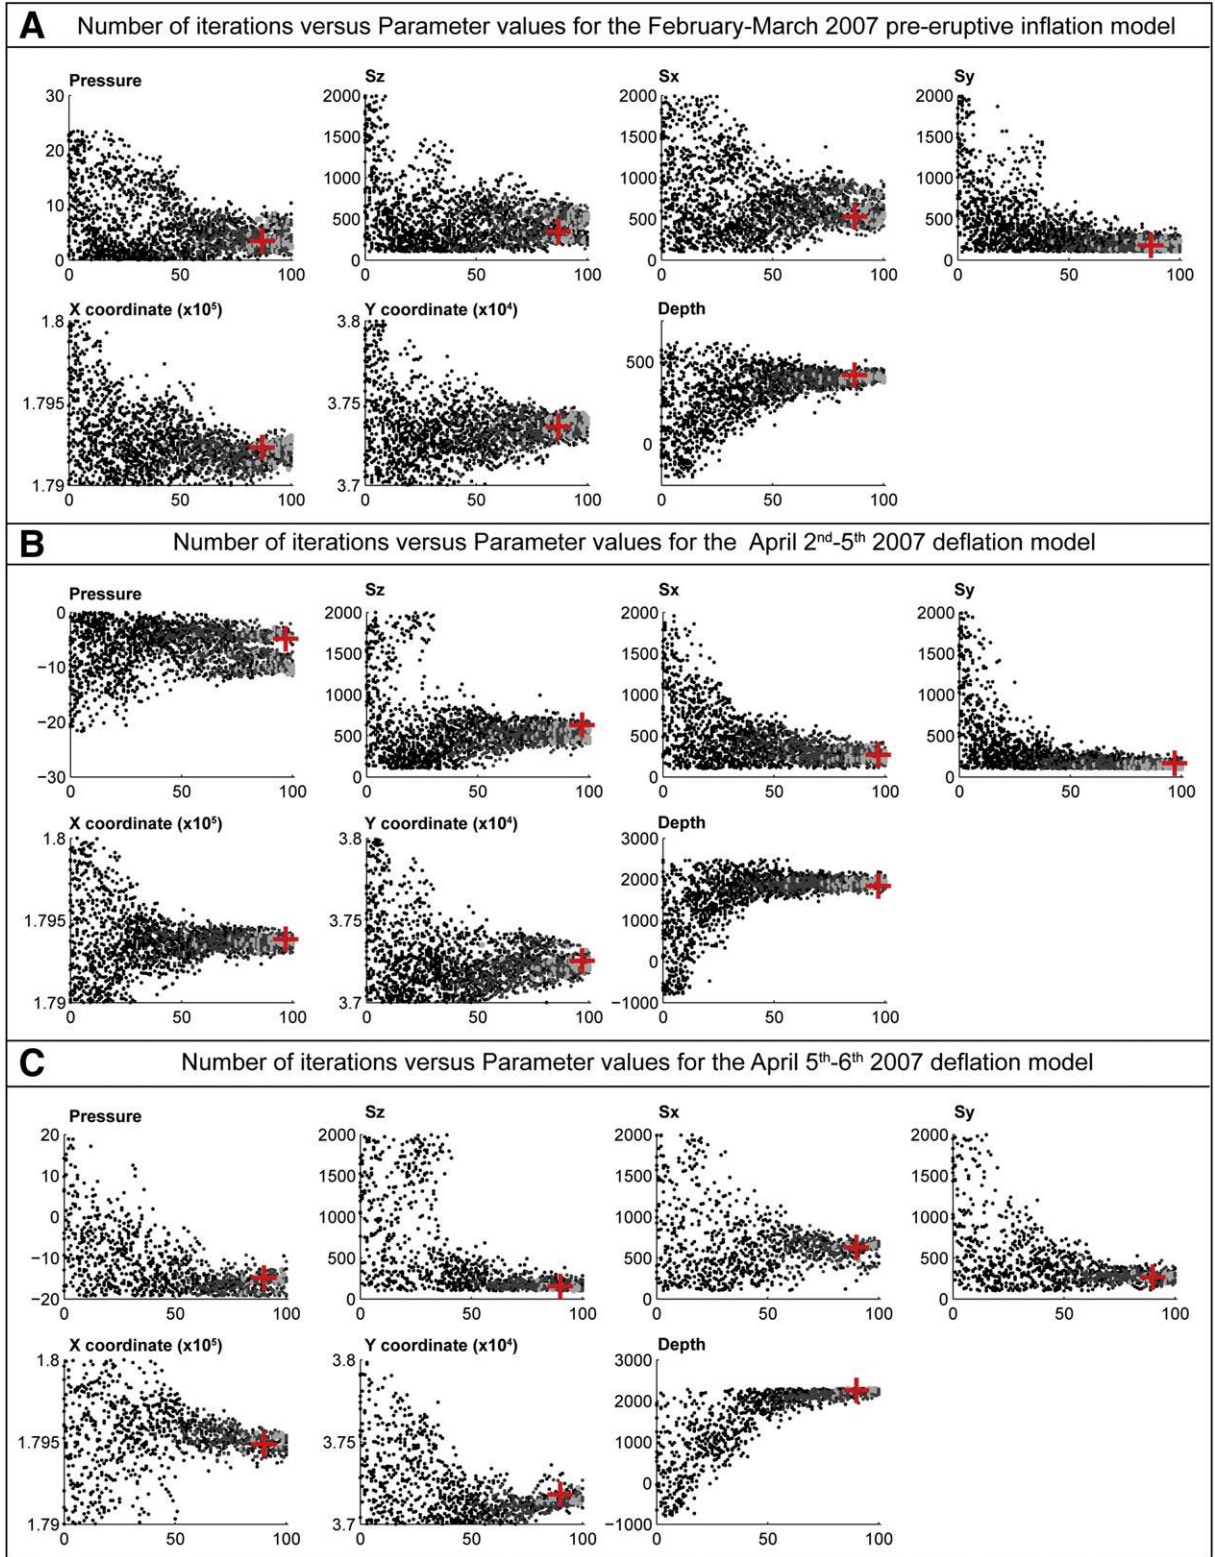 A Number of iterations versus Parameter values for the February-March 2007 pre-eruptive inflation model
Pressure Sz Sx Sy
30 2000 2000 2000
1500 1500 1500
20
1000 1000 1000
10
500 500 500
0 0 0 0
0 50 100 0 50 100 0 50 100 0 50 100
X coordinate (x10⁵) Y coordinate (x10⁴) Depth
1.8 3.8
500
1.795 3.75
0
1.79 3.7
0 50 100 0 50 100 0 50 100
B Number of iterations versus Parameter values for the April 2nd-5th 2007 deflation model
Pressure Sz Sx Sy
0 2000 2000 2000
1500 1500 1500
−10
1000 1000 1000
−20
500 500 500
−30 0 0 0
0 50 100 0 50 100 0 50 100 0 50 100
X coordinate (x10⁵) Y coordinate (x10⁴) Depth
1.8 3.8 3000
2000
1.795 3.75 1000
0
1.79 3.7 −1000
0 50 100 0 50 100 0 50 100
C Number of iterations versus Parameter values for the April 5th-6th 2007 deflation model
Pressure Sz Sx Sy
20 2000 2000 2000
10 1500 1500 1500
0 1000 1000 1000
−10 500 500 500
−20 0 0 0
0 50 100 0 50 100 0 50 100 0 50 100
X coordinate (x10⁵) Y coordinate (x10⁴) Depth
1.8 3.8 3000
2000
1.795 3.75 1000
0
1.79 3.7 −1000
0 50 100 0 50 100 0 50 100